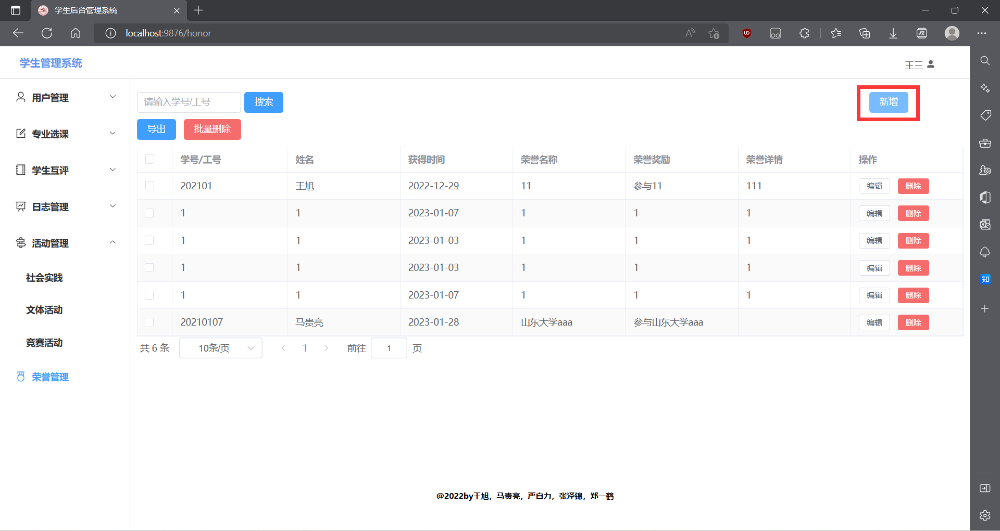 学生后台管理系统
localhost:9876/honor
学生管理系统
王三
用户管理
专业选课
学生互评
日志管理
活动管理
社会实践
文体活动
竞赛活动
荣誉管理
请输入学号/工号 搜索 新增
导出 批量删除
学号/工号 姓名 获得时间 荣誉名称 荣誉奖励 荣誉详情 操作
202101 王旭 2022-12-29 11 参与11 111 编辑 删除
1 1 2023-01-07 1 1 1 编辑 删除
1 1 2023-01-03 1 1 1 编辑 删除
1 1 2023-01-03 1 1 1 编辑 删除
1 1 2023-01-07 1 1 1 编辑 删除
20210107 马贵亮 2023-01-28 山东大学aaa 参与山东大学aaa 编辑 删除
共 6 条 10条/页 1 前往 1 页
@2022by王旭，马贵亮，严自力，张泽锦，郑一鹤
知